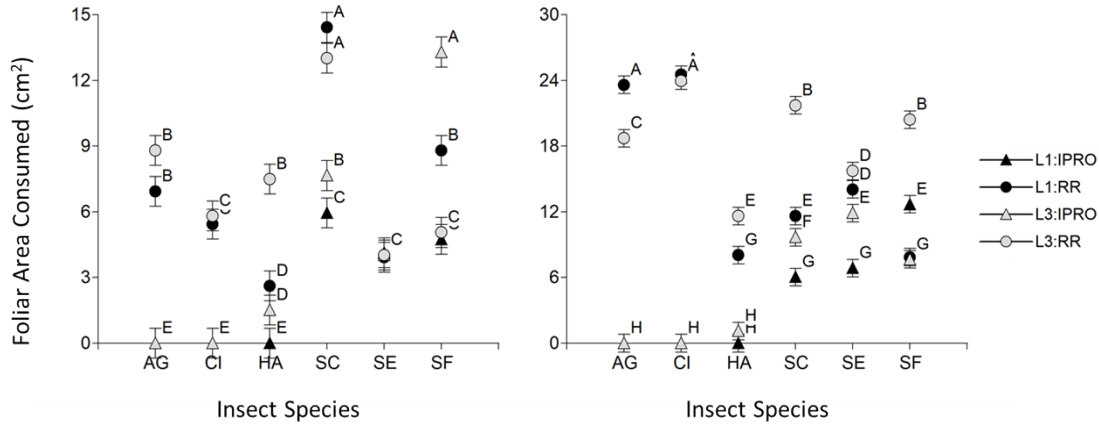 Foliar Area Consumed (cm²)
15
12
9
6
3
0
B
B
E
C
C
E
B
D
D
E
A
A
B
C
C
A
B
C
AG CI HA SC SE SF
Insect Species
30
24
18
12
6
0
A
C
H
A
H
E
G
H
H
B
E
F
G
D
D
E
G
B
E
G
AG CI HA SC SE SF
Insect Species
L1:IPRO
L1:RR
L3:IPRO
L3:RR